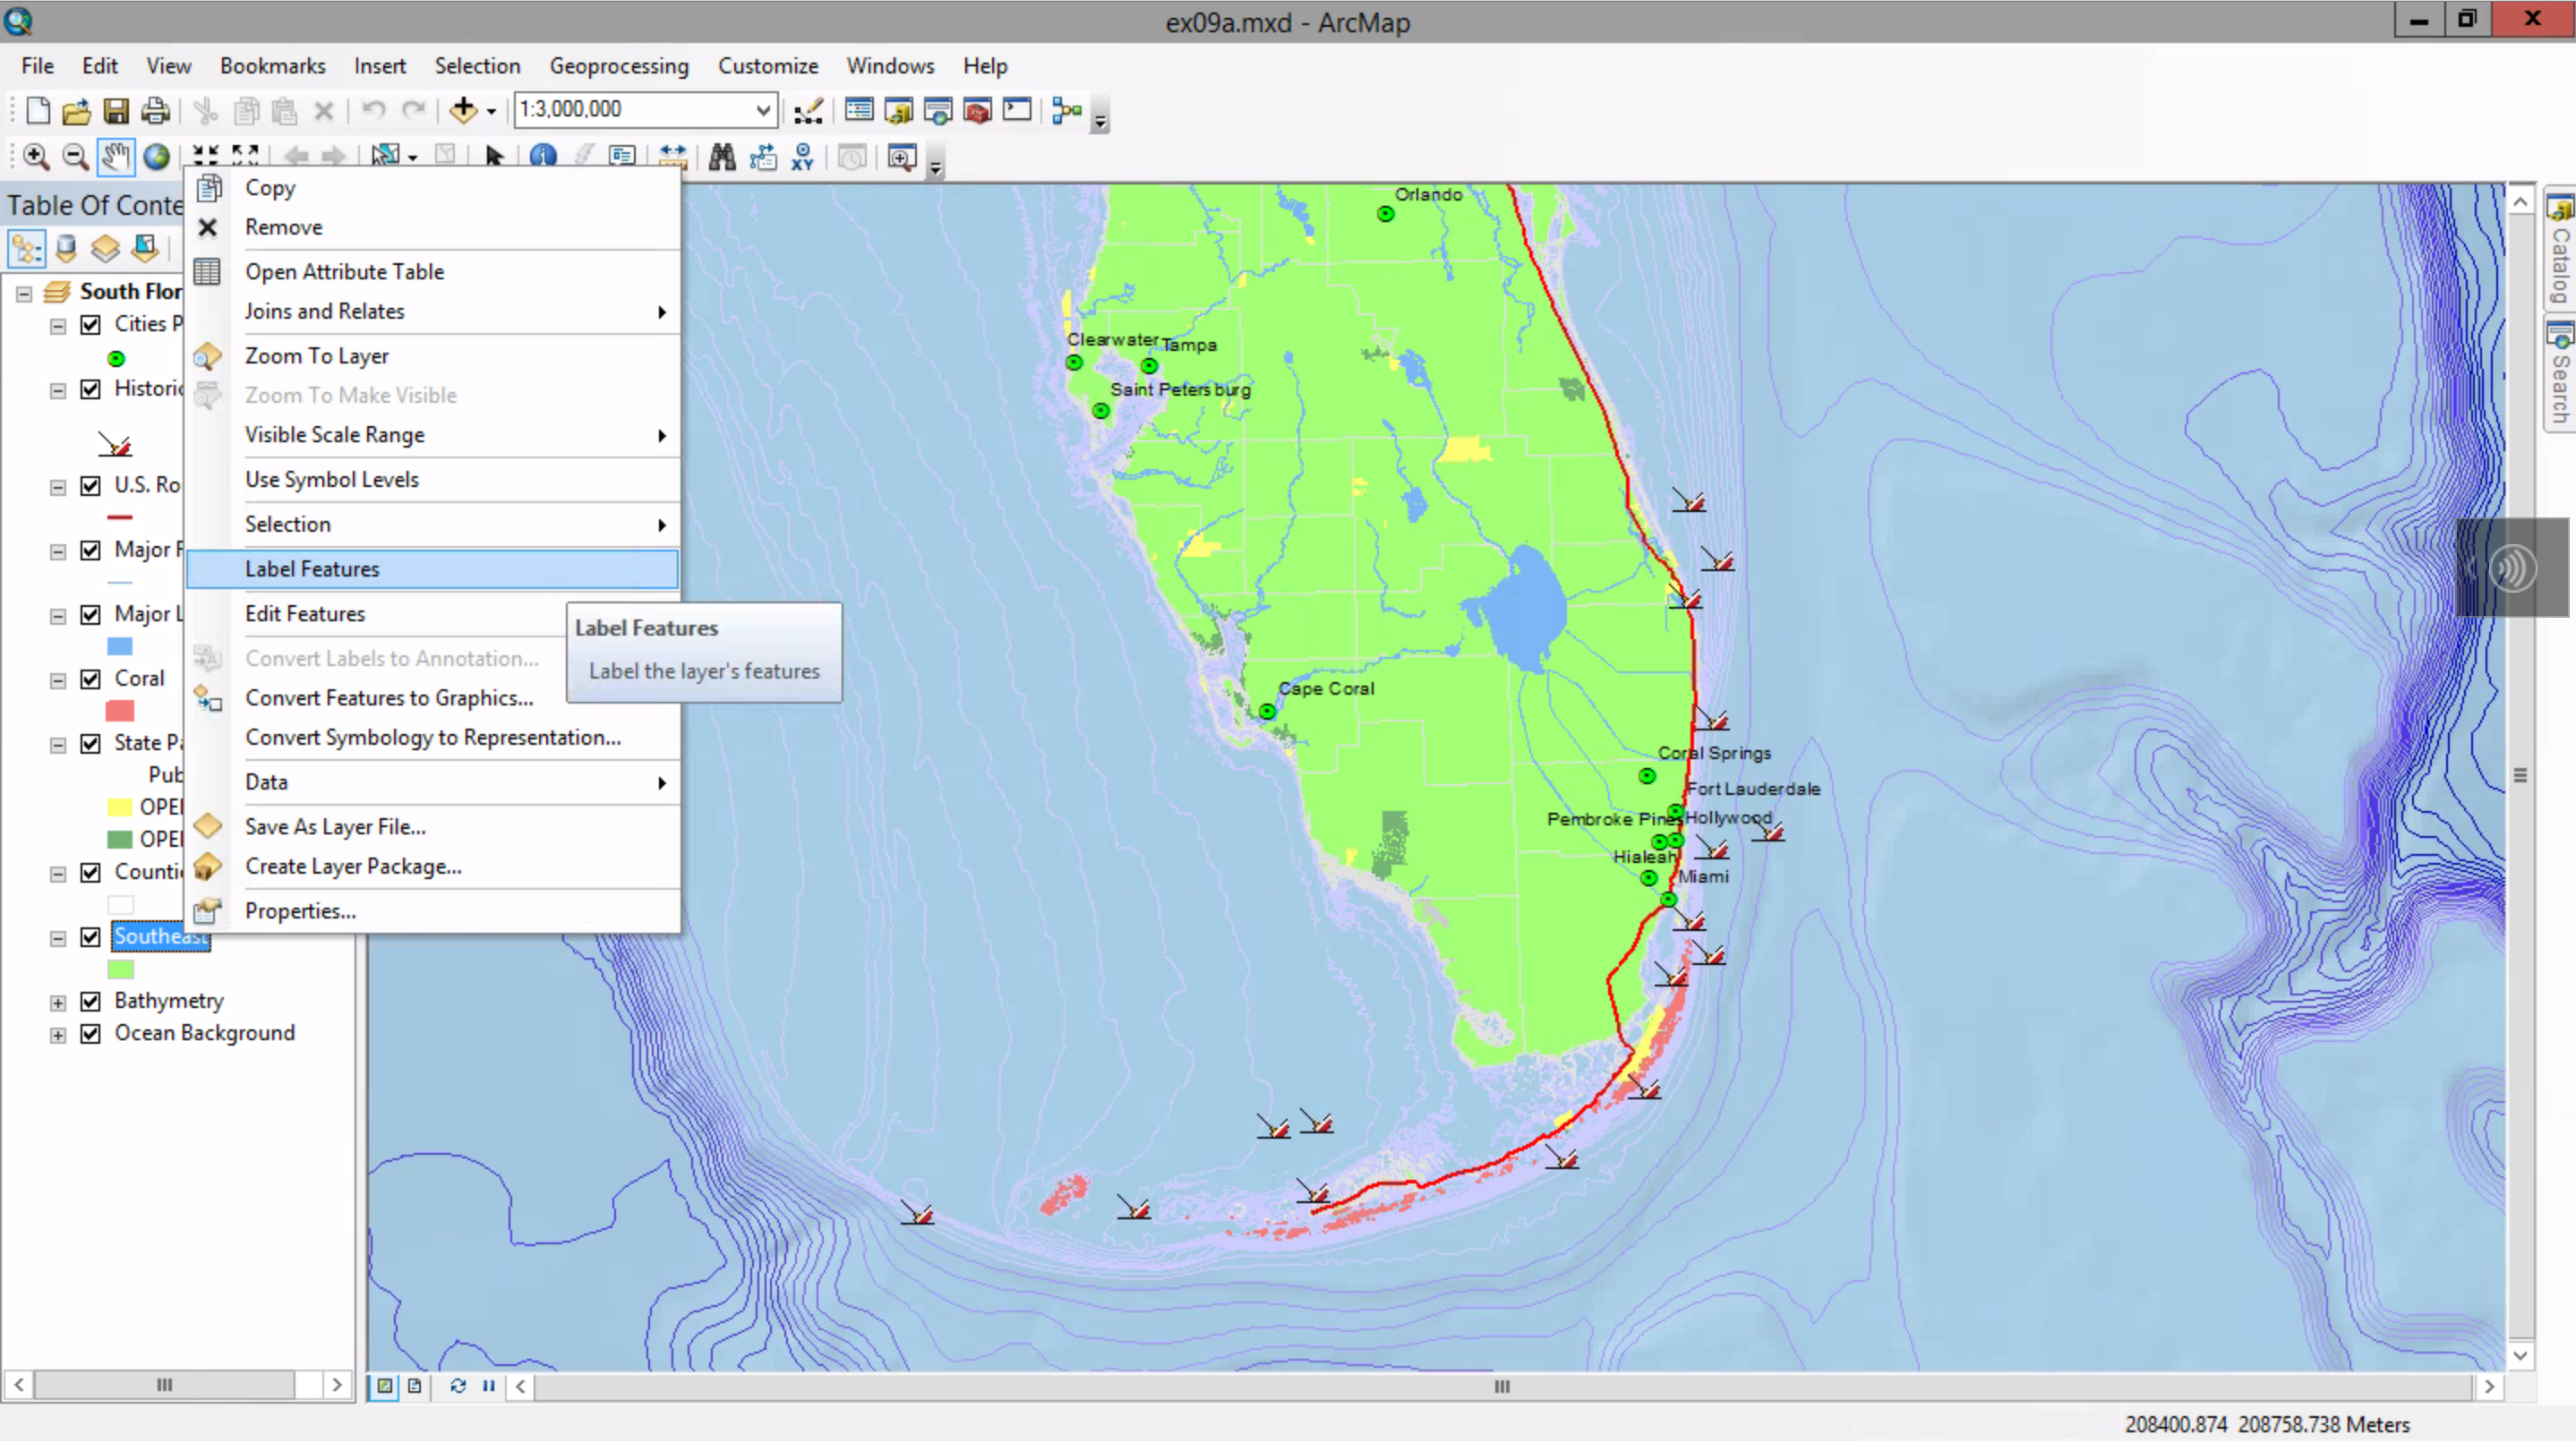 ex09a.mxd - ArcMap
File Edit View Bookmarks Insert Selection Geoprocessing Customize Windows Help
1:3,000,000
XY
Table Of Conte
South Flor
Cities P
Historic
U.S. Ro
Major R
Major L
Coral
State Pa
Pub
OPEN
OPEN
Countie
Southeast
Bathymetry
Ocean Background
Copy
Remove
Open Attribute Table
Joins and Relates
Zoom To Layer
Zoom To Make Visible
Visible Scale Range
Use Symbol Levels
Selection
Label Features
Edit Features
Convert Labels to Annotation...
Convert Features to Graphics...
Convert Symbology to Representation...
Data
Save As Layer File...
Create Layer Package...
Properties...
Label Features
Label the layer's features
Orlando
Clearwater
Tampa
Saint Petersburg
Cape Coral
Coral Springs
Fort Lauderdale
Pembroke Pines
Hollywood
Hialeah
Miami
Catalog
Search
208400.874 208758.738 Meters